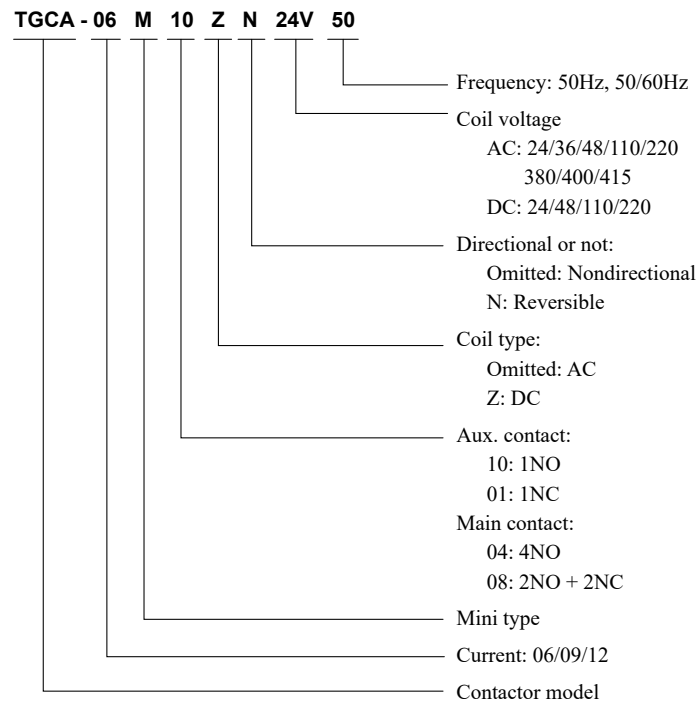 TGCA - 06 M 10 Z N 24V 50
Frequency: 50Hz, 50/60Hz
Coil voltage
AC: 24/36/48/110/220
380/400/415
DC: 24/48/110/220
Directional or not:
Omitted: Nondirectional
N: Reversible
Coil type:
Omitted: AC
Z: DC
Aux. contact:
10: 1NO
01: 1NC
Main contact:
04: 4NO
08: 2NO + 2NC
Mini type
Current: 06/09/12
Contactor model